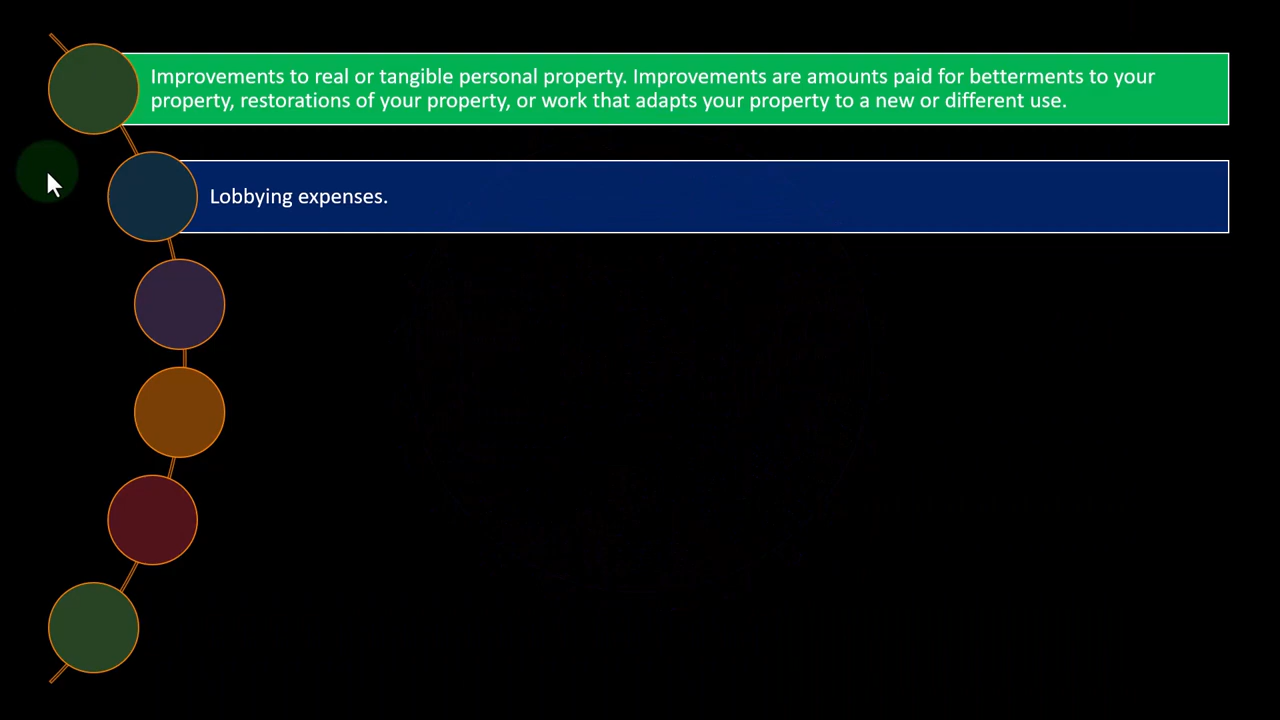 Improvements to real or tangible personal property. Improvements are amounts paid for betterments to your
property, restorations of your property, or work that adapts your property to a new or different use.
Lobbying expenses.